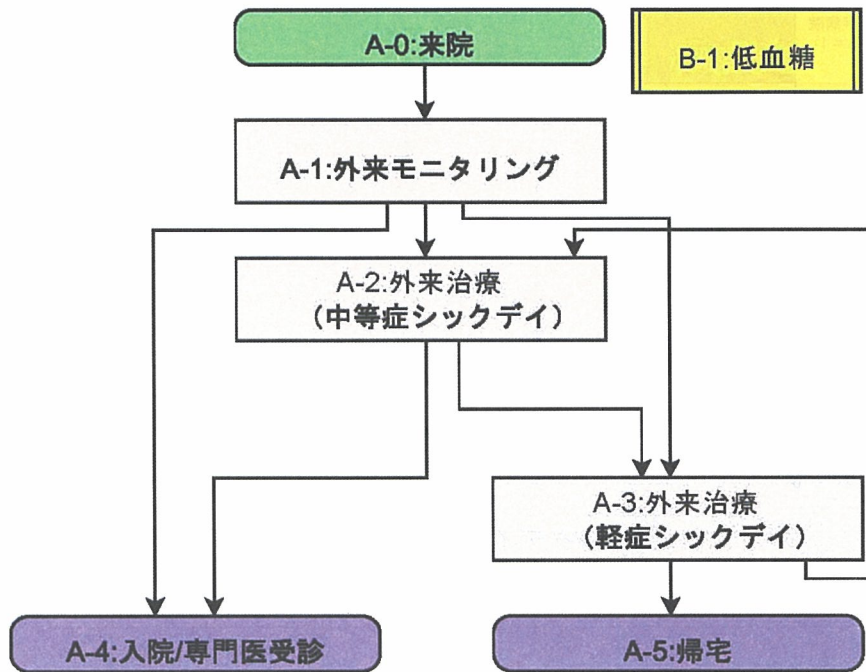 A-0:来院
B-1:低血糖
A-1:外来モニタリング
A-2:外来治療
（中等症シックデイ）
A-3:外来治療
（軽症シックデイ）
A-4:入院/専門医受診
A-5:帰宅